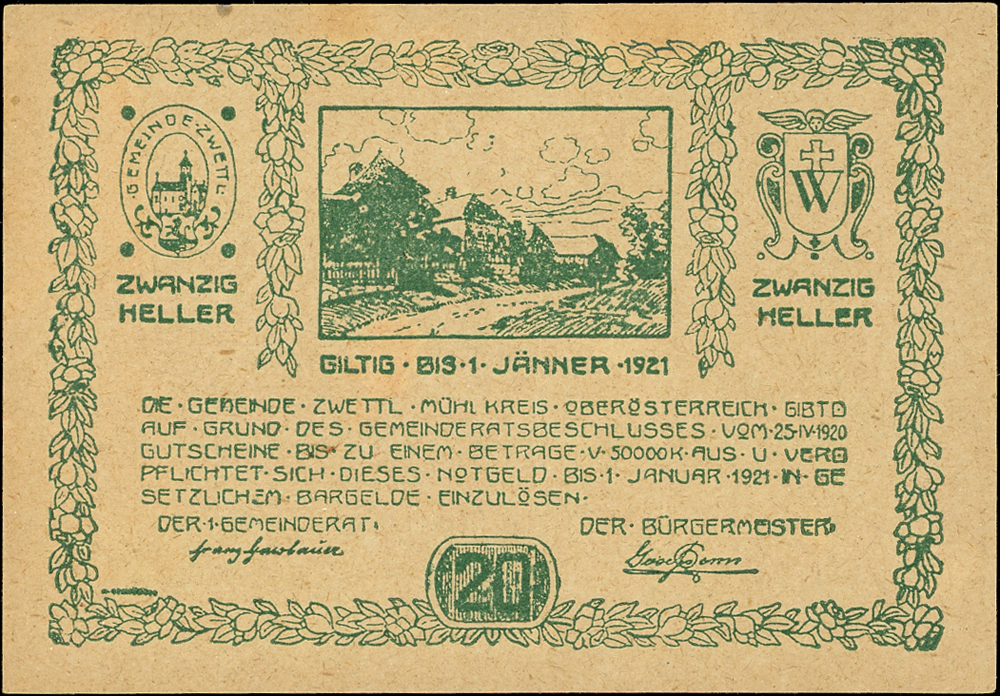 GEMEINDE·ZWETTL·
W
ZWANZIG
HELLER
ZWANZIG
HELLER
GILTIG · BIS · 1 · JÄNNER · 1921
DIE · GEMEINDE · ZWETTL · MÜHL KREIS · OBERÖSTERREICH · GIBT
AUF · GRUND · DES · GEMEINDERATSBESCHLUSSES · VOM · 25·IV·1920
GUTSCHEINE · BIS · ZU EINEM · BETRAGE · V · 50000K · AUS · U · VER
PFLICHTET · SICH · DIESES · NOTGELD · BIS · 1 · JANUAR · 1921 · IN · GE
SETZLICHEM · BARGELDE · EINZULÖSEN ·
DER · 1 · GEMEINDERAT:
DER · BÜRGERMEISTER:
20